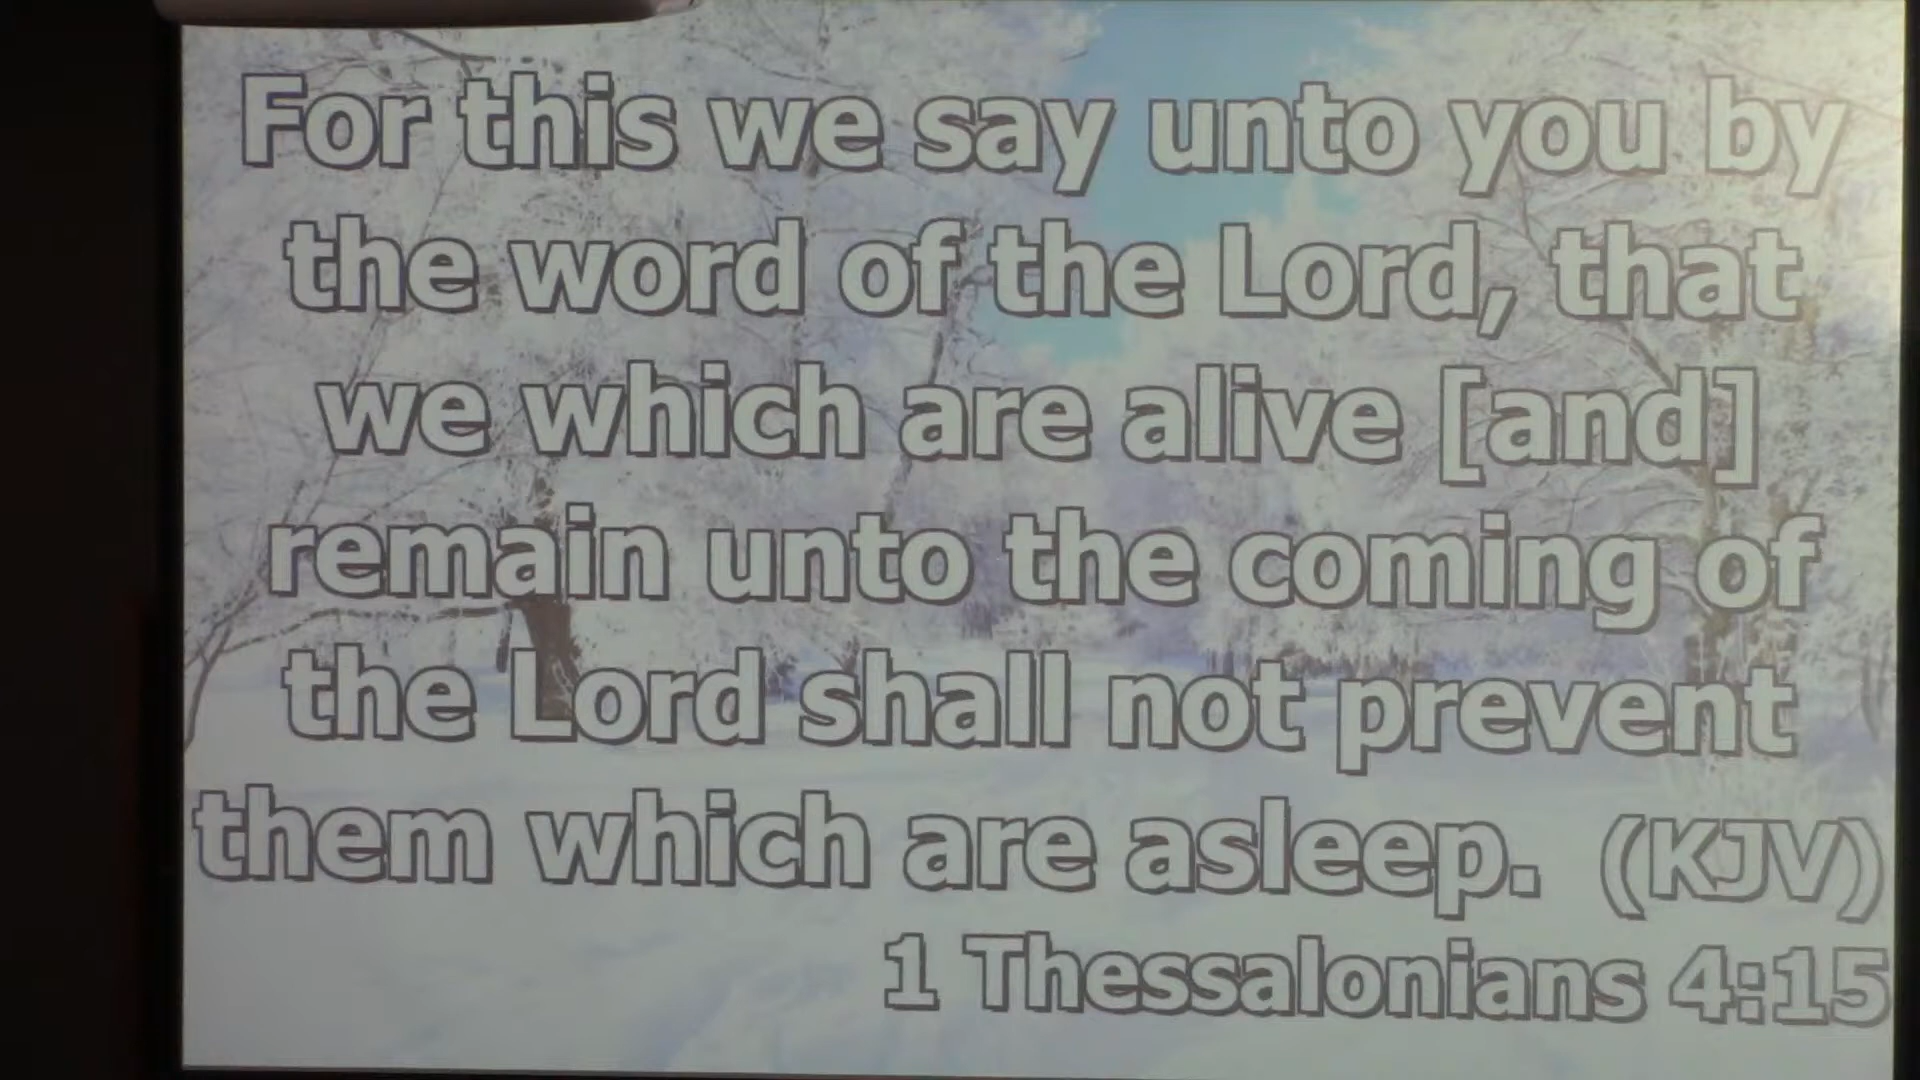 For this we say unto you by
the word of the Lord, that
we which are alive [and]
remain unto the coming of
the Lord shall not prevent
them which are asleep. (KJV)
1 Thessalonians 4:15